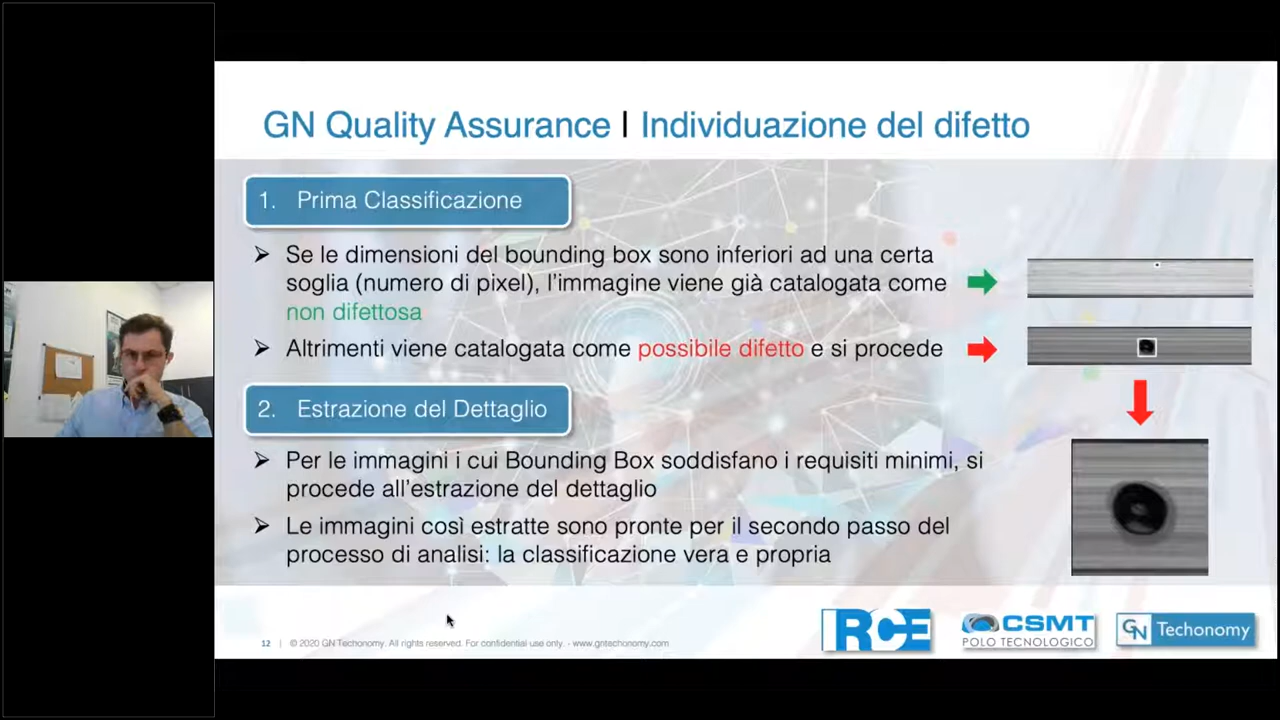 GN Quality Assurance | Individuazione del difetto
1. Prima Classificazione
➢ Se le dimensioni del bounding box sono inferiori ad una certa
soglia (numero di pixel), l'immagine viene già catalogata come
non difettosa
➢ Altrimenti viene catalogata come possibile difetto e si procede
2. Estrazione del Dettaglio
➢ Per le immagini i cui Bounding Box soddisfano i requisiti minimi, si
procede all'estrazione del dettaglio
➢ Le immagini così estratte sono pronte per il secondo passo del
processo di analisi: la classificazione vera e propria
12 | © 2020 GN Techonomy. All rights reserved. For confidential use only. - www.gntechonomy.com
IRCE
CSMT
POLO TECNOLOGICO
GN Techonomy